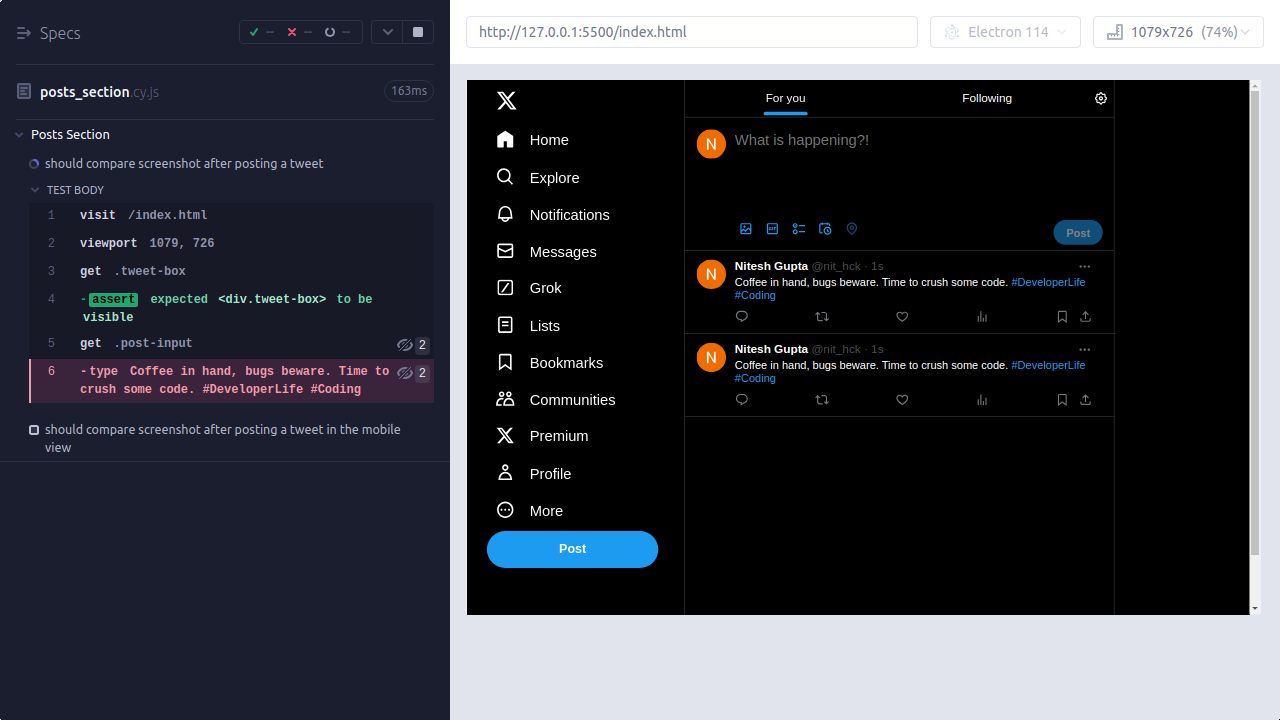 Specs
--
--
--
http://127.0.0.1:5500/index.html
Electron 114
1079x726 (74%)
posts_section.cy.js
163ms
Posts Section
should compare screenshot after posting a tweet
TEST BODY
1 visit /index.html
2 viewport 1079, 726
3 get .tweet-box
4 -assert expected <div.tweet-box> to be
visible
5 get .post-input 2
6 -type Coffee in hand, bugs beware. Time to 2
crush some code. #DeveloperLife #Coding
should compare screenshot after posting a tweet in the mobile
view
X
Home
Explore
Notifications
Messages
Grok
Lists
Bookmarks
Communities
Premium
Profile
More
Post
For you
Following
N
What is happening?!
GIF
Post
N
Nitesh Gupta @nit_hck · 1s
Coffee in hand, bugs beware. Time to crush some code. #DeveloperLife
#Coding
N
Nitesh Gupta @nit_hck · 1s
Coffee in hand, bugs beware. Time to crush some code. #DeveloperLife
#Coding